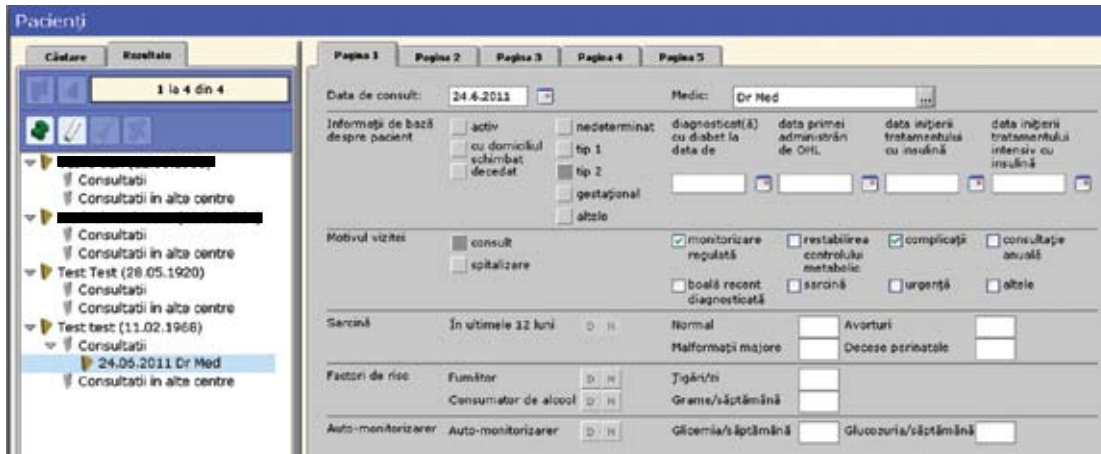 Pacienți
Căutare Rezultate
1 la 4 din 4
Consultatii
Consultatii in alte centre
Consultatii
Consultatii in alte centre
Test Test (28.05.1920)
Consultatii
Consultatii in alte centre
Test test (11.02.1968)
Consultatii
24.05.2011 Dr Med
Consultatii in alte centre
Pagina 1 Pagina 2 Pagina 3 Pagina 4 Pagina 5
Data de consult: 24.6.2011 Medic: Dr Med ...
Informații de bază despre pacient
activ
cu domiciliul schimbat
decedat
nedeterminat
tip 1
tip 2
gestațional
altele
diagnosticat(ă) cu diabet la data de
data primei administrăn de OHL
data inițierii tratamentului cu insulină
data inițierii tratamentului intensiv cu insulină
Motivul vizitei
consult
spitalizare
monitorizare regulată
restabilirea controlului metabolic
complicații
consultație anuală
boală recent diagnosticată
sarcină
urgență
altele
Sarcină În ultimele 12 luni D N Normal Avorturi
Malformații majore Decese perinatale
Factori de risc Fumător D N Țigări/zi
Consumator de alcool D N Grame/săptămână
Auto-monitorizarer Auto-monitorizarer D N Glicemia/săptămână Glucozuria/săptămână